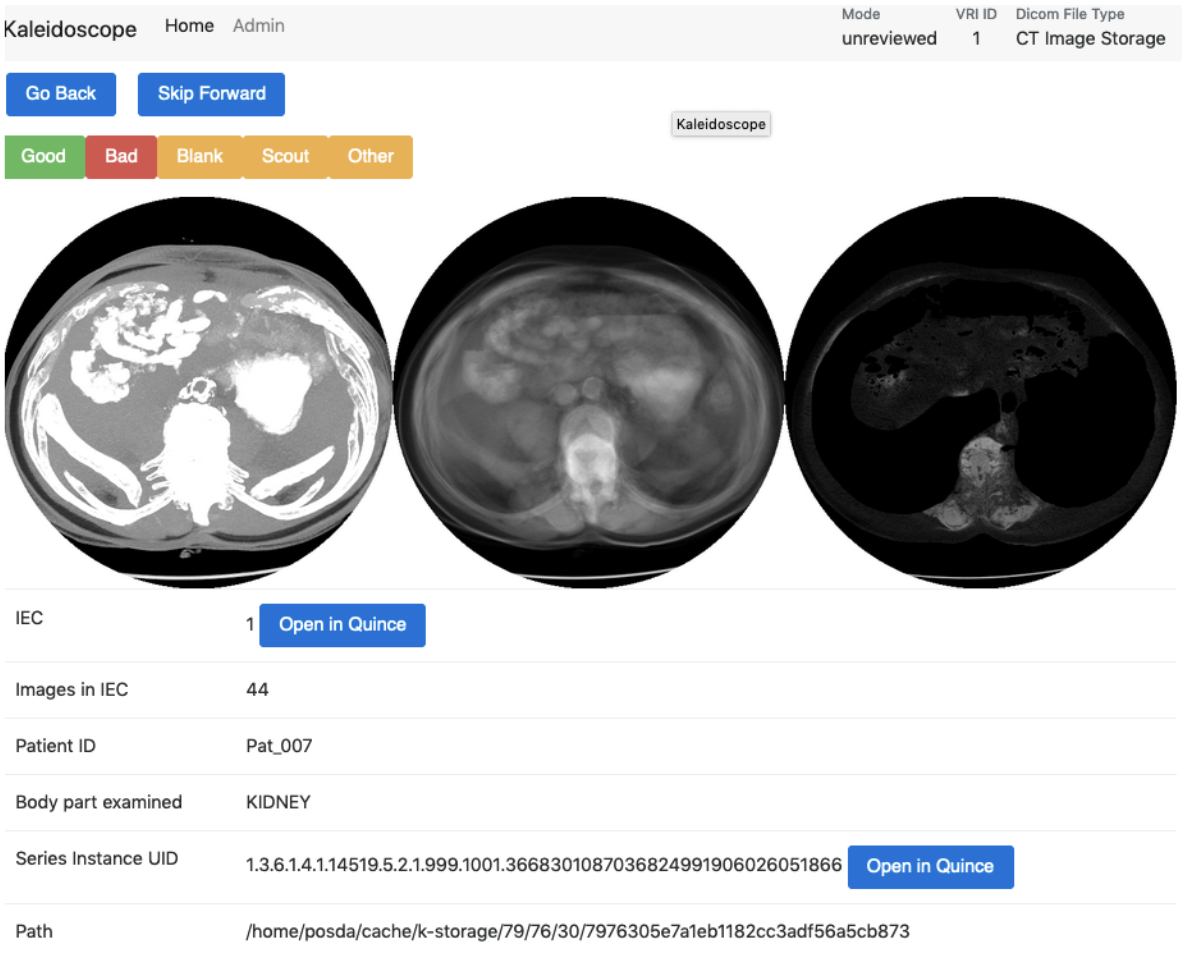 Kaleidoscope Home Admin
Mode VRI ID Dicom File Type
unreviewed 1 CT Image Storage
Go Back Skip Forward
Kaleidoscope
Good Bad Blank Scout Other
IEC 1 Open in Quince
Images in IEC 44
Patient ID Pat_007
Body part examined KIDNEY
Series Instance UID 1.3.6.1.4.1.14519.5.2.1.999.1001.366830108703682499190602605186​6 Open in Quince
Path /home/posda/cache/k-storage/79/76/30/7976305e7a1eb1182cc3adf56a5cb873